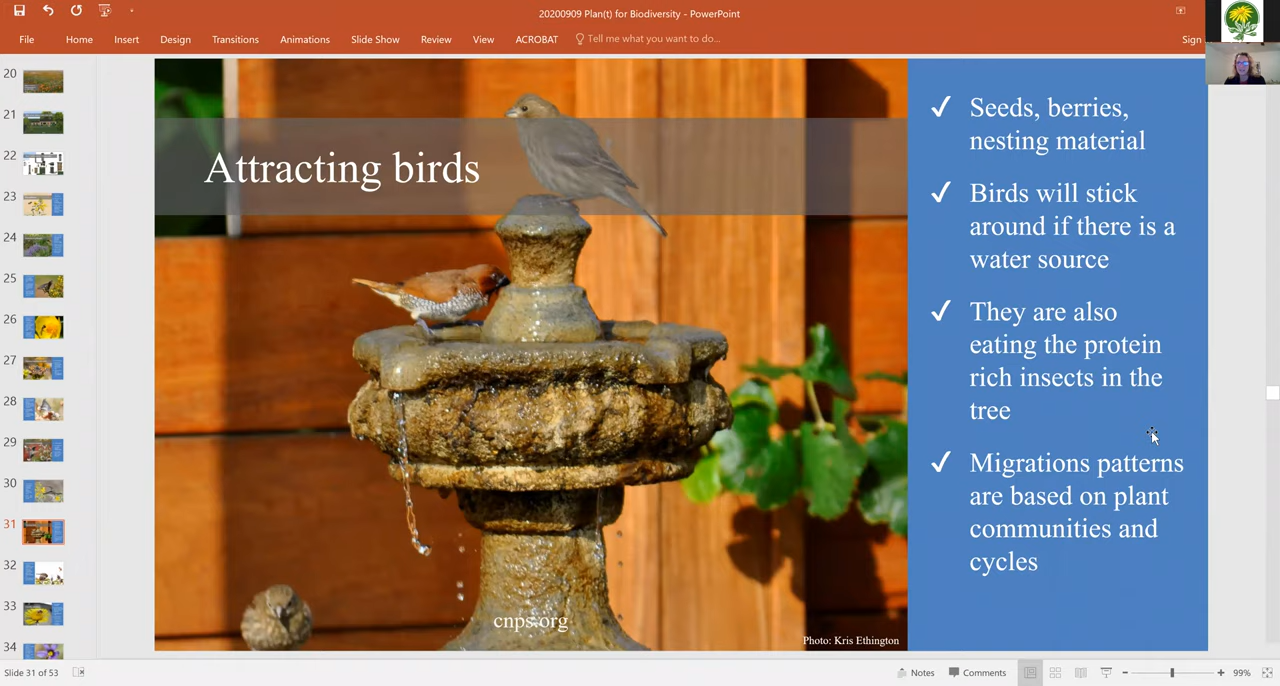 20200909 Plan(t) for Biodiversity - PowerPoint
File Home Insert Design Transitions Animations Slide Show Review View ACROBAT Tell me what you want to do... Sign
20
21
22
23
24
25
26
27
28
29
30
31
32
33
34
Attracting birds
✓ Seeds, berries,
nesting material
✓ Birds will stick
around if there is a
water source
✓ They are also
eating the protein
rich insects in the
tree
✓ Migrations patterns
are based on plant
communities and
cycles
cnps.org
Photo: Kris Ethington
Slide 31 of 53
Notes Comments 99%